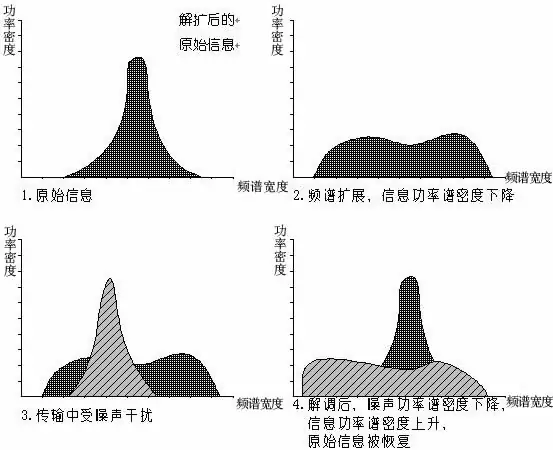 功率密度
解扩后的
原始信息
频谱宽度
1.原始信息
功率密度
频谱宽度
2.频谱扩展，信息功率谱密度下降
功率密度
频谱宽度
3.传输中受噪声干扰
功率密度
频谱宽度
4.解调后，噪声功率谱密度下降，
信息功率谱密度上升，
原始信息被恢复